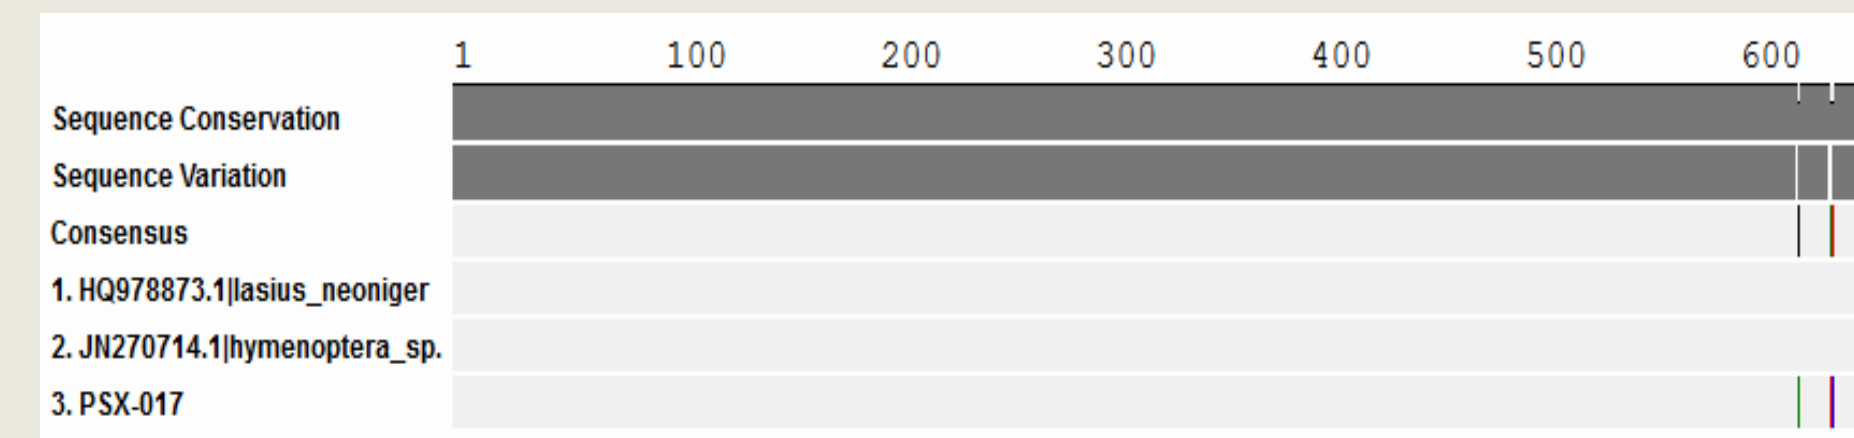 1 100 200 300 400 500 600
Sequence Conservation
Sequence Variation
Consensus
1. HQ978873.1|lasius_neoniger
2. JN270714.1|hymenoptera_sp.
3. PSX-017